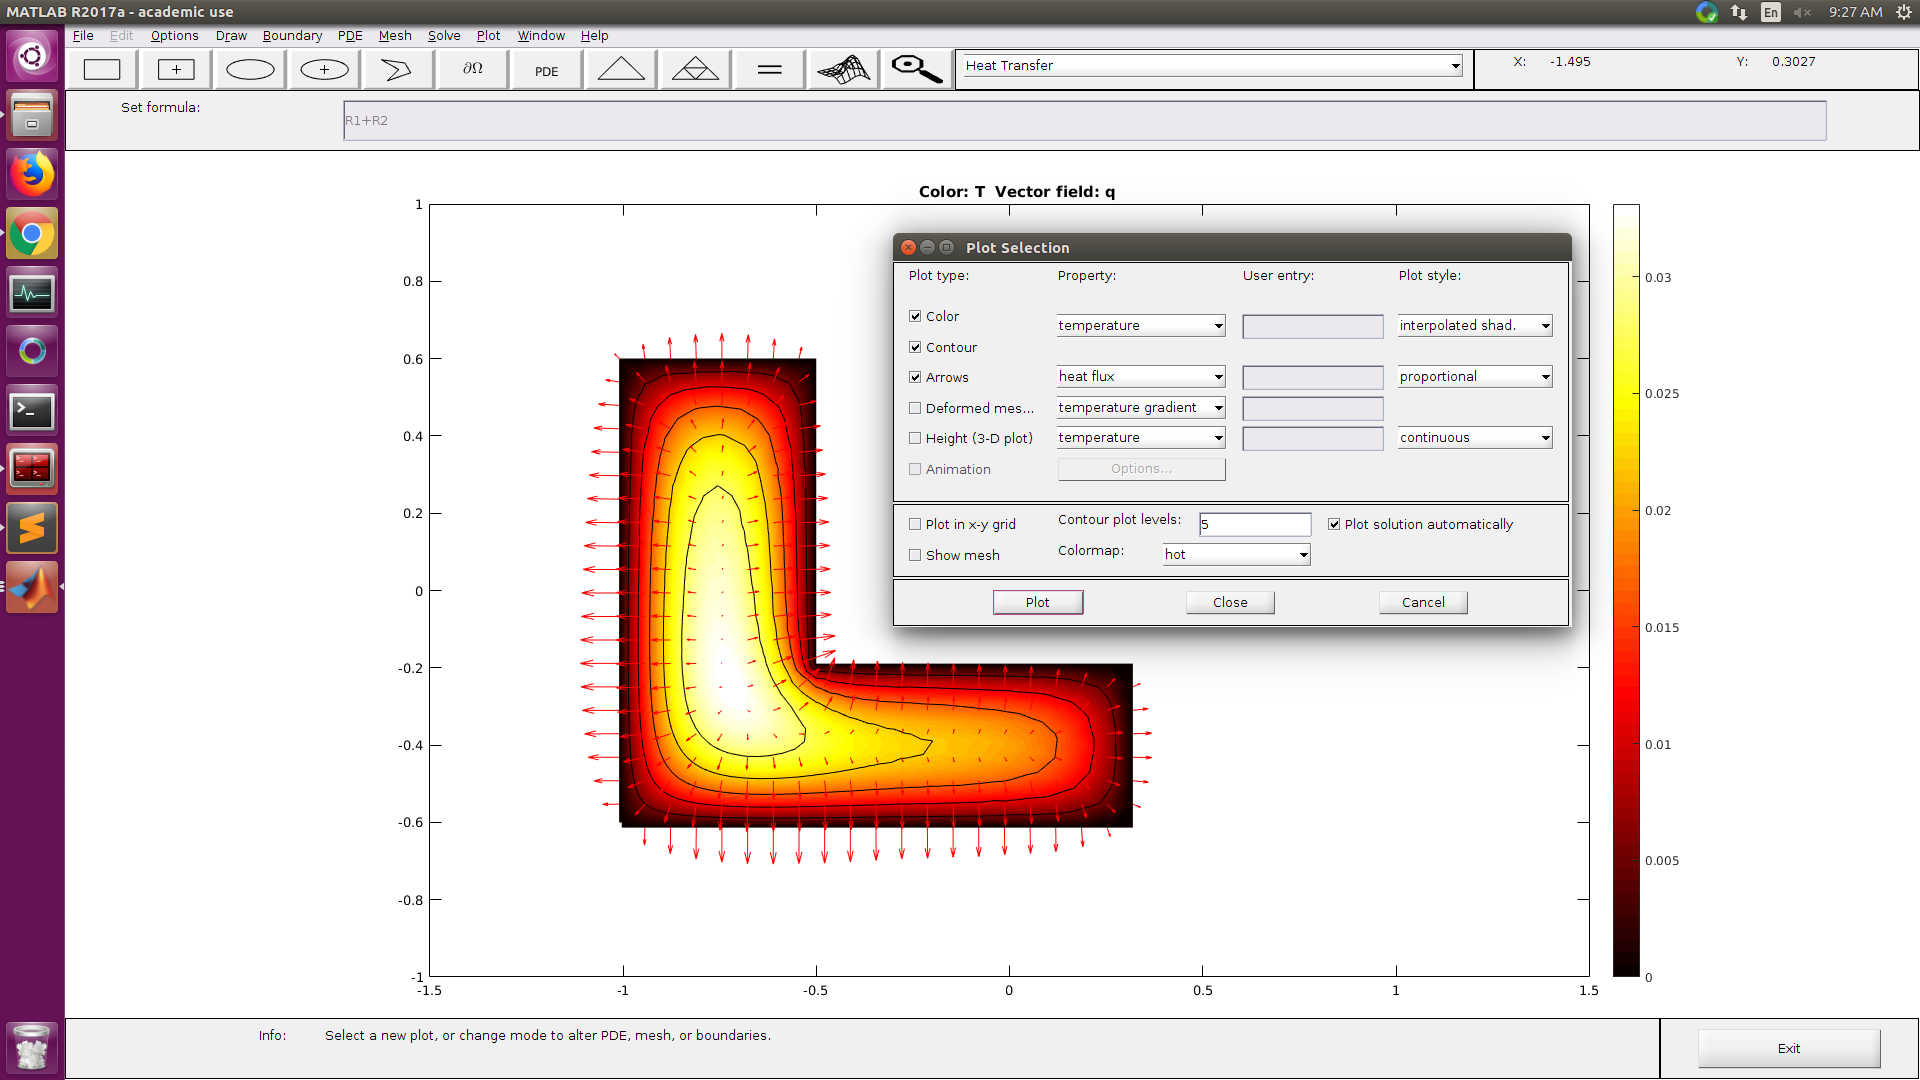 MATLAB R2017a - academic use
En
9:27 AM
File Edit Options Draw Boundary PDE Mesh Solve Plot Window Help
∂Ω
PDE
Heat Transfer
X: -1.495 Y: 0.3027
Set formula: R1+R2
Color: T Vector field: q
1
0.8
0.6
0.4
0.2
0
-0.2
-0.4
-0.6
-0.8
-1
-1.5 -1 -0.5 0 0.5 1 1.5
0.03
0.025
0.02
0.015
0.01
0.005
0
Plot Selection
Plot type: Property: User entry: Plot style:
Color temperature interpolated shad.
Contour
Arrows heat flux proportional
Deformed mes... temperature gradient
Height (3-D plot) temperature continuous
Animation Options...
Plot in x-y grid Contour plot levels: 5 Plot solution automatically
Show mesh Colormap: hot
Plot Close Cancel
Info: Select a new plot, or change mode to alter PDE, mesh, or boundaries.
Exit